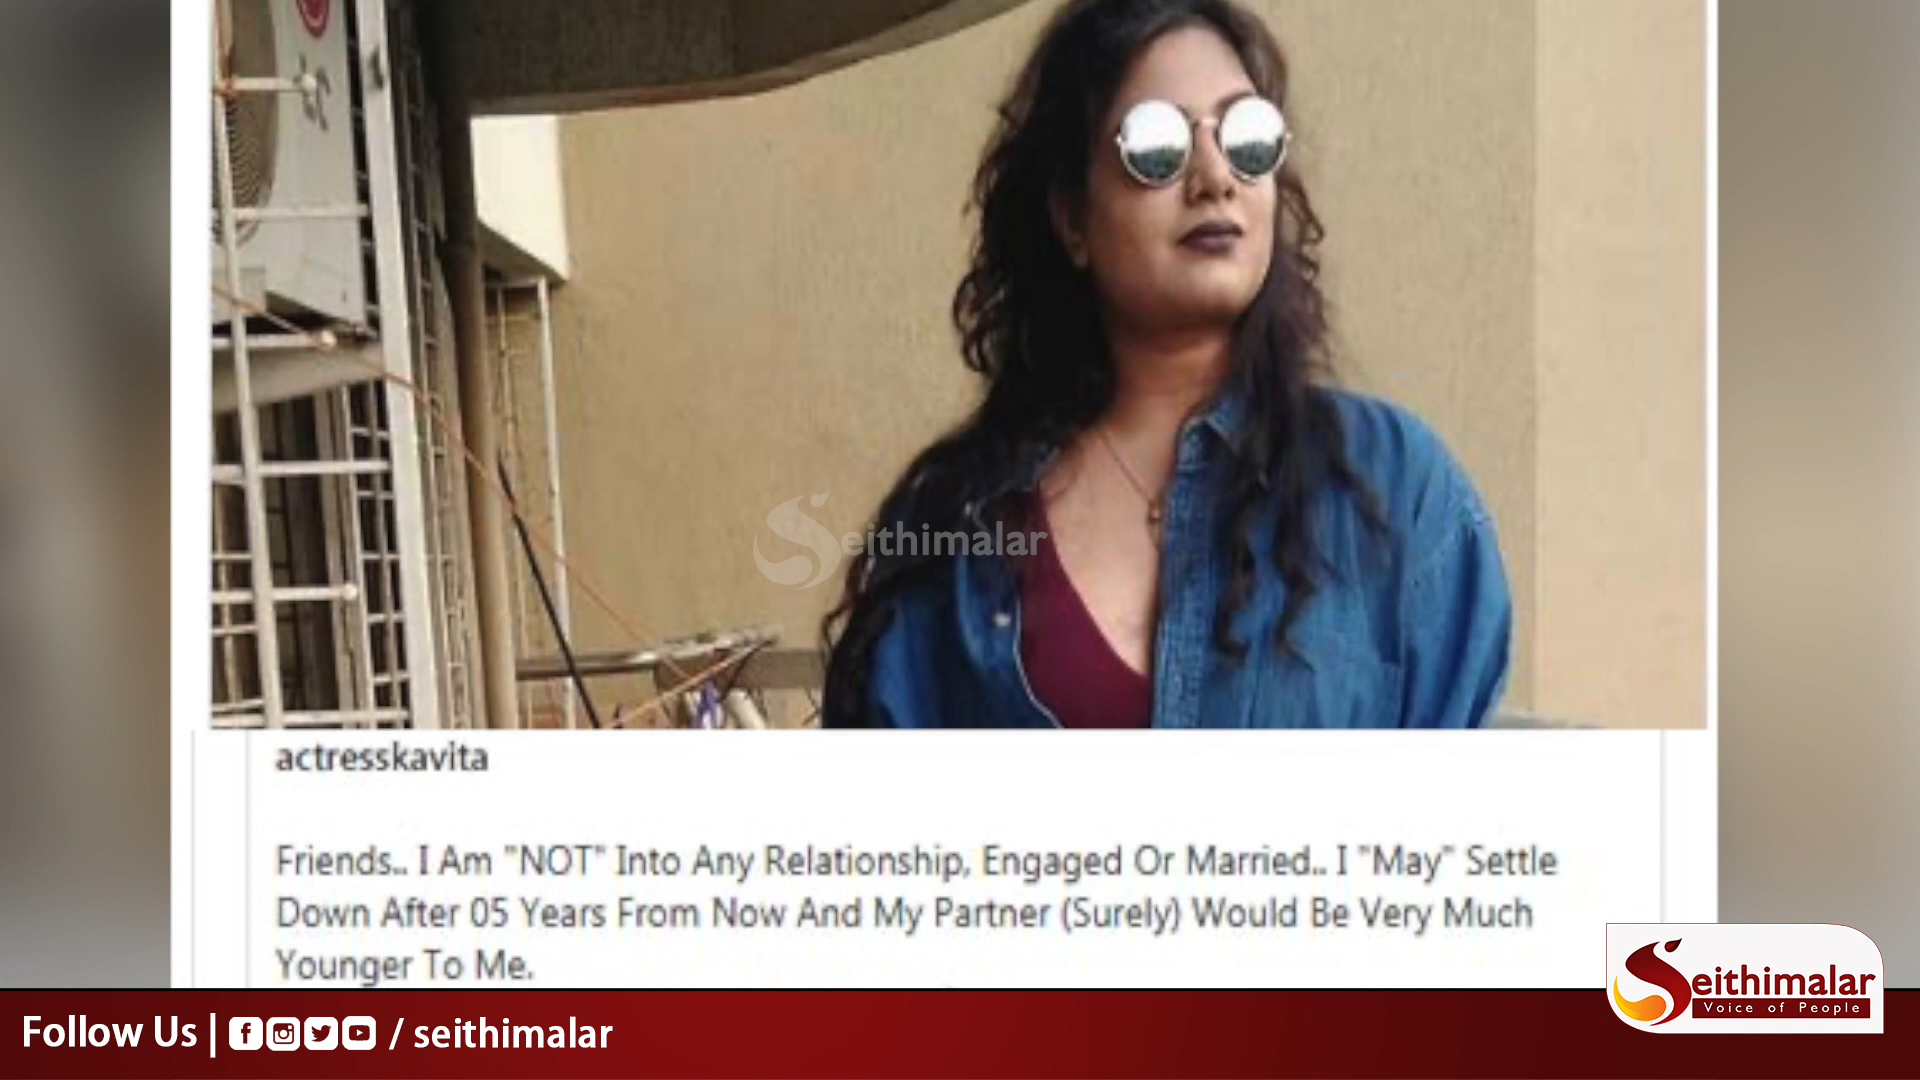 Seithimalar
actresskavita
Friends.. I Am "NOT" Into Any Relationship, Engaged Or Married.. I "May" Settle
Down After 05 Years From Now And My Partner (Surely) Would Be Very Much
Younger To Me.
Seithimalar
Voice of People
Follow Us | / seithimalar